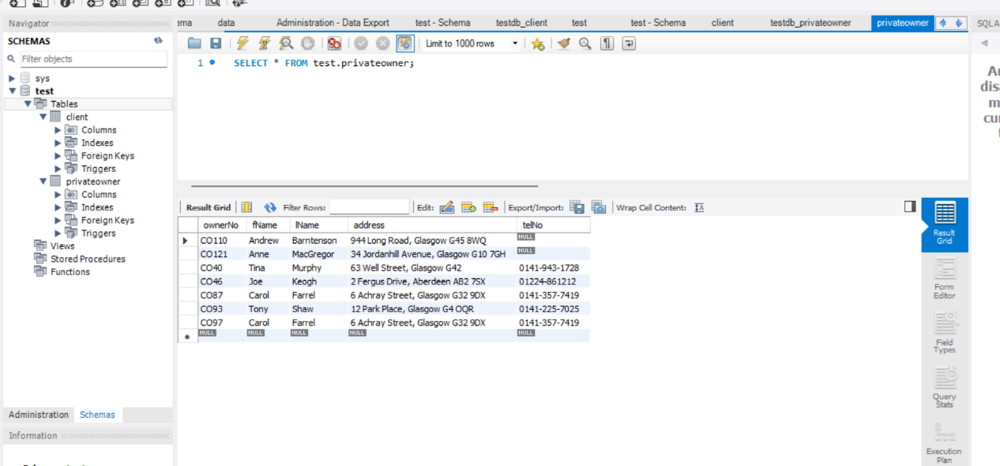 Navigator
ema data Administration - Data Export test - Schema testdb_client test test - Schema client testdb_privateowner privateowner
SQLA
SCHEMAS
Filter objects
sys
test
Tables
client
Columns
Indexes
Foreign Keys
Triggers
privateowner
Columns
Indexes
Foreign Keys
Triggers
Views
Stored Procedures
Functions
Administration Schemas
Information
Limit to 1000 rows
1 SELECT * FROM test.privateowner;
Result Grid Filter Rows: Edit: Export/Import: Wrap Cell Content:
ownerNo fName lName address telNo
CO110 Andrew Barntenson 944 Long Road, Glasgow G45 8WQ NULL
CO121 Anne MacGregor 34 Jordanhill Avenue, Glasgow G10 7GH NULL
CO40 Tina Murphy 63 Well Street, Glasgow G42 0141-943-1728
CO46 Joe Keogh 2 Fergus Drive, Aberdeen AB2 7SX 01224-861212
CO87 Carol Farrel 6 Achray Street, Glasgow G32 9DX 0141-357-7419
CO93 Tony Shaw 12 Park Place, Glasgow G4 OQR 0141-225-7025
CO97 Carol Farrel 6 Achray Street, Glasgow G32 9DX 0141-357-7419
NULL NULL NULL NULL NULL
Result
Grid
Form
Editor
Field
Types
Query
Stats
Execution
Plan